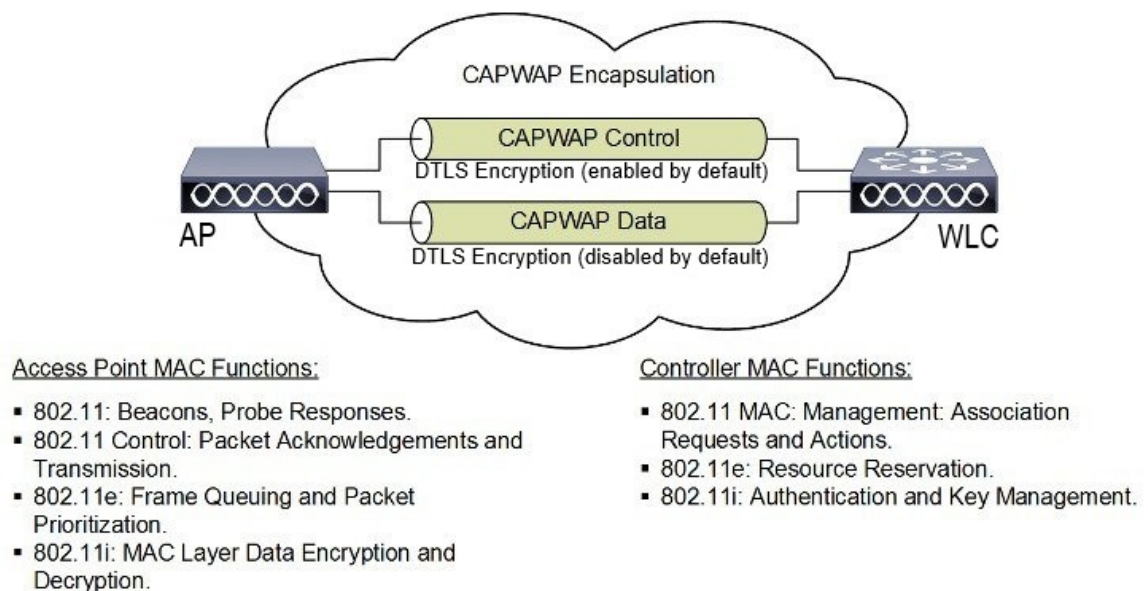 CAPWAP Encapsulation
CAPWAP Control
DTLS Encryption (enabled by default)
CAPWAP Data
DTLS Encryption (disabled by default)
AP
WLC
Access Point MAC Functions:
▪ 802.11: Beacons, Probe Responses.
▪ 802.11 Control: Packet Acknowledgements and
Transmission.
▪ 802.11e: Frame Queuing and Packet
Prioritization.
▪ 802.11i: MAC Layer Data Encryption and
Decryption.
Controller MAC Functions:
▪ 802.11 MAC: Management: Association
Requests and Actions.
▪ 802.11e: Resource Reservation.
▪ 802.11i: Authentication and Key Management.